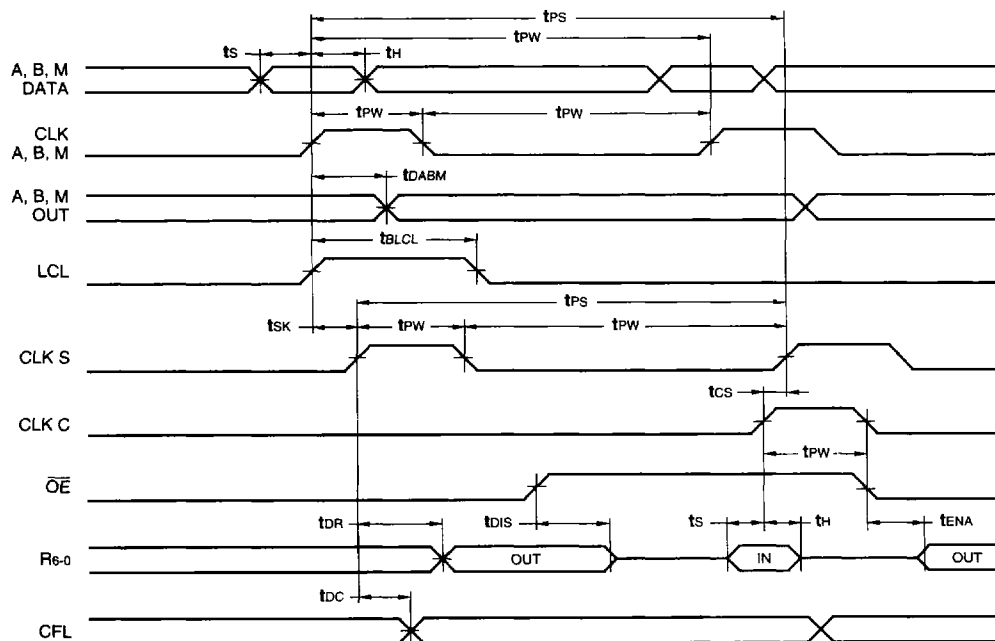 tPS
tPW
tS tH
A, B, M
DATA
tPW tPW
CLK
A, B, M
tDABM
A, B, M
OUT
tBLCL
LCL
tPS
tSK tPW tPW
CLK S
tCS
CLK C
tPW
OE
tDR tDIS tS tH tENA
R6-0 OUT IN OUT
tDC
CFL